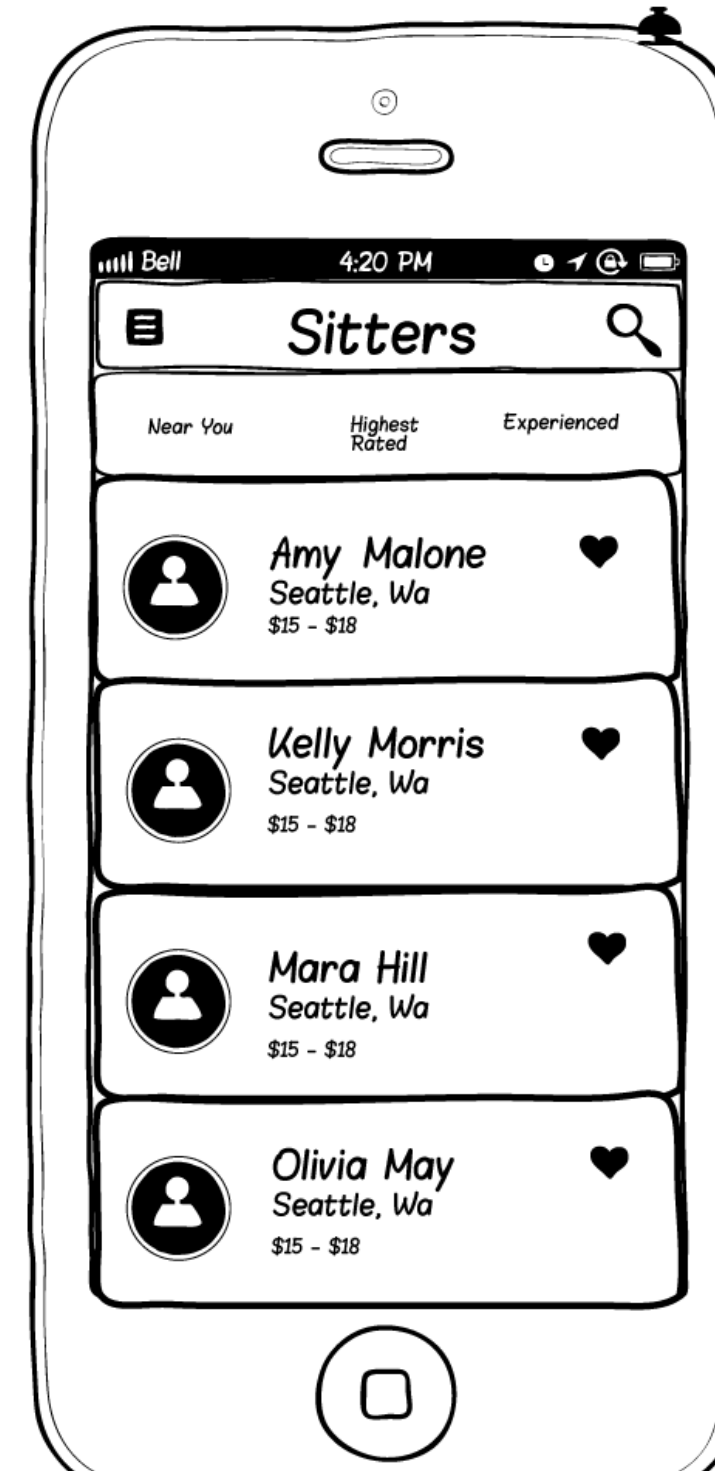 Bell 4:20 PM
Sitters
Near You Highest Rated Experienced
Amy Malone
Seattle, Wa
$15 - $18
Kelly Morris
Seattle, Wa
$15 - $18
Mara Hill
Seattle, Wa
$15 - $18
Olivia May
Seattle, Wa
$15 - $18